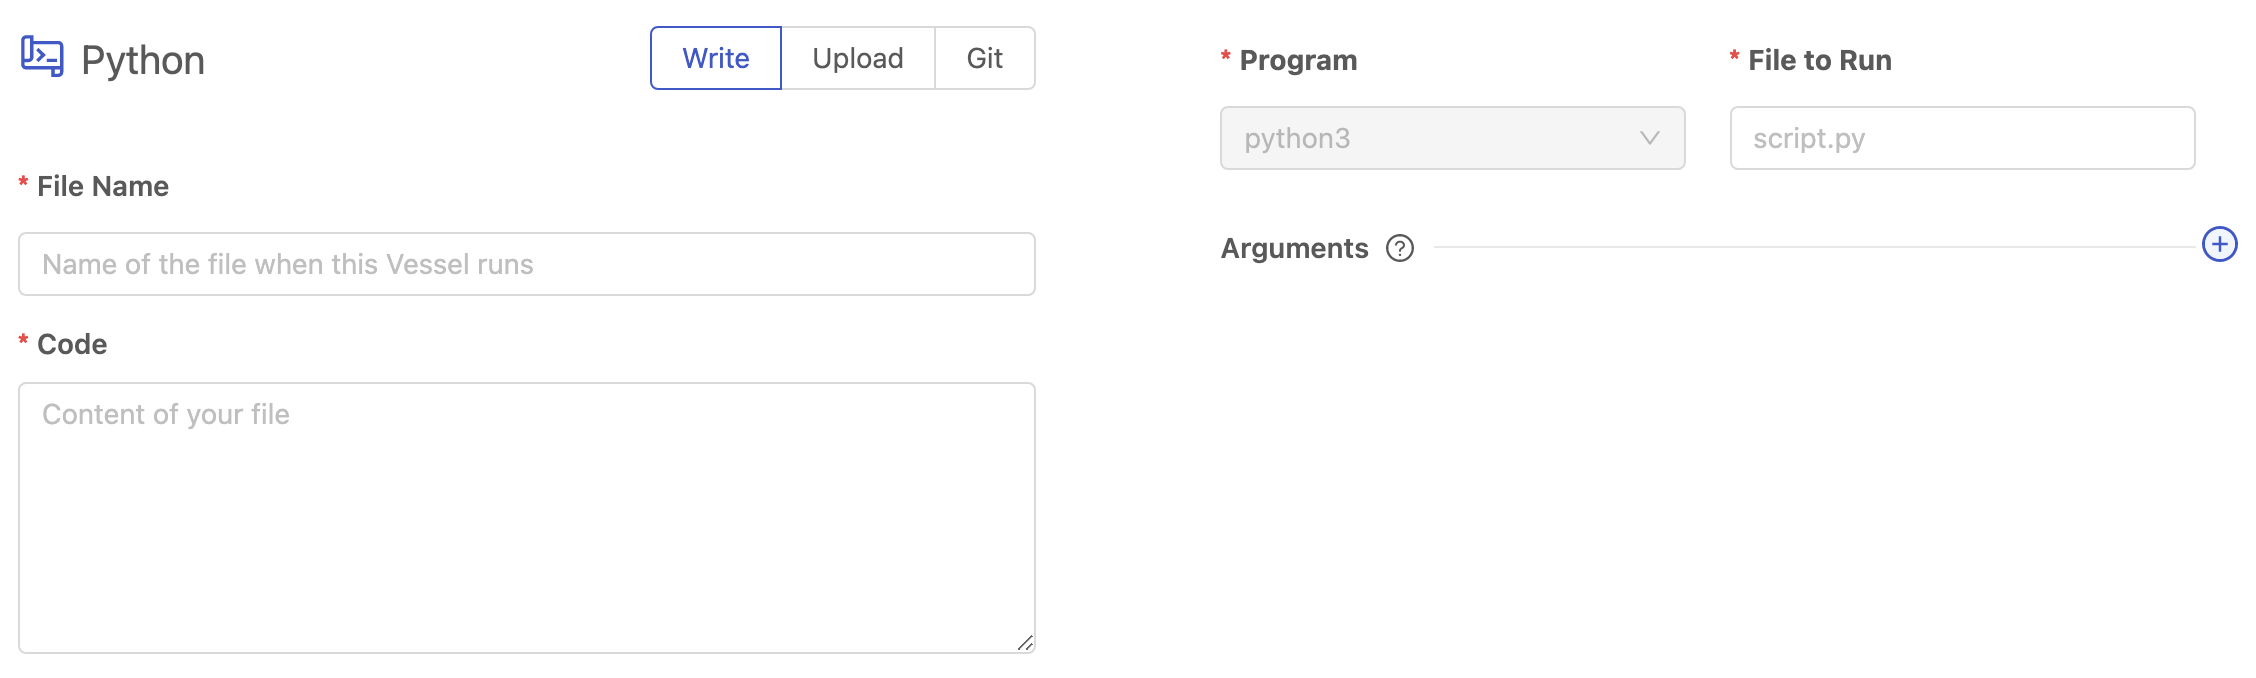 Python
Write
Upload
Git
* File Name
Name of the file when this Vessel runs
* Code
Content of your file
* Program
* File to Run
python3
script.py
Arguments ?